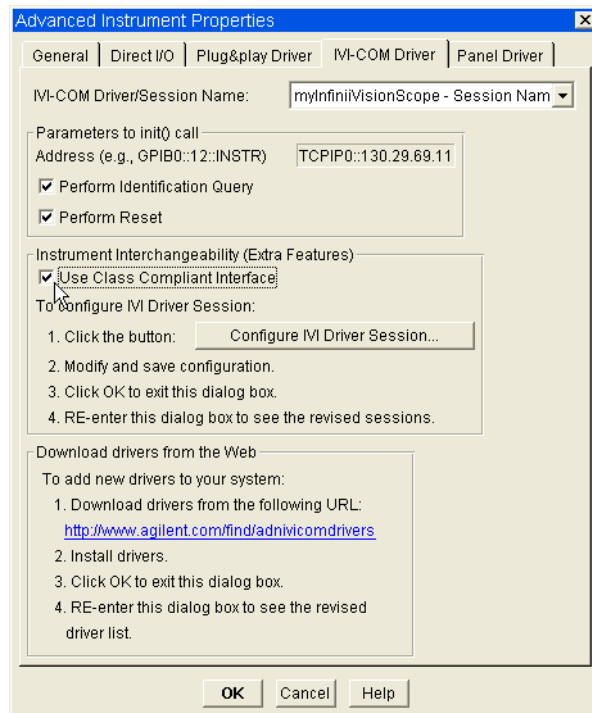 Advanced Instrument Properties
General Direct I/O Plug&play Driver IVI-COM Driver Panel Driver
IVI-COM Driver/Session Name: myInfiniiVisionScope - Session Nam
Parameters to init() call
Address (e.g., GPIB0::12::INSTR) TCPIP0::130.29.69.11
Perform Identification Query
Perform Reset
Instrument Interchangeability (Extra Features)
Use Class Compliant Interface
To configure IVI Driver Session:
1. Click the button: Configure IVI Driver Session...
2. Modify and save configuration.
3. Click OK to exit this dialog box.
4. RE-enter this dialog box to see the revised sessions.
Download drivers from the Web
To add new drivers to your system:
1. Download drivers from the following URL:
http://www.agilent.com/find/adnivicomdrivers
2. Install drivers.
3. Click OK to exit this dialog box.
4. RE-enter this dialog box to see the revised
driver list.
OK Cancel Help